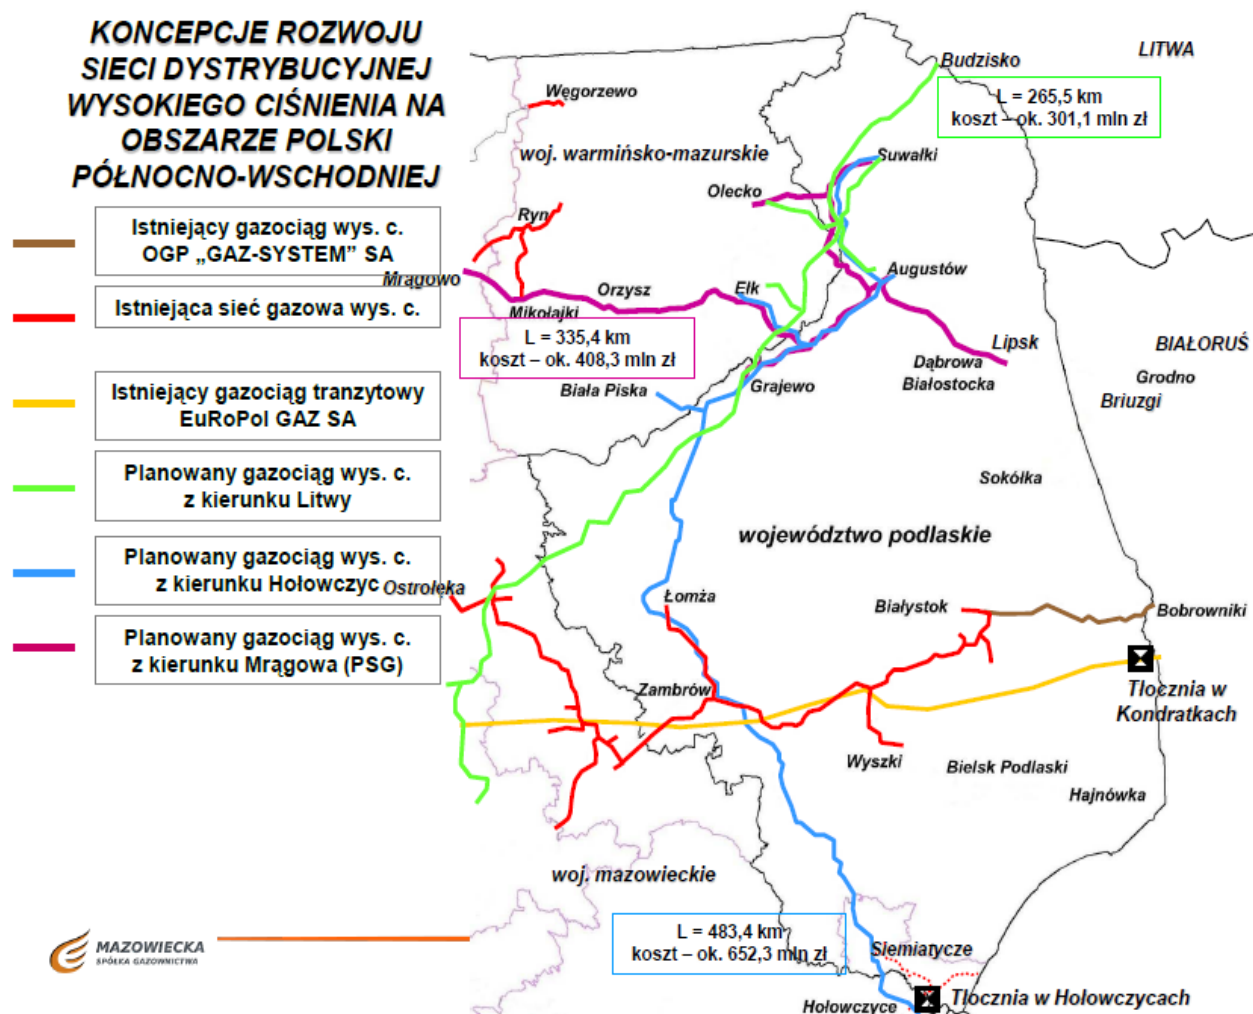 KONCEPCJE ROZWOJU
SIECI DYSTRYBUCYJNEJ
WYSOKIEGO CIŚNIENIA NA
OBSZARZE POLSKI
PÓŁNOCNO-WSCHODNIEJ
Istniejący gazociąg wys. c.
OGP „GAZ-SYSTEM” SA
Istniejąca sieć gazowa wys. c.
Istniejący gazociąg tranzytowy
EuRoPol GAZ SA
Planowany gazociąg wys. c.
z kierunku Litwy
Planowany gazociąg wys. c.
z kierunku Hołowczyc
Planowany gazociąg wys. c.
z kierunku Mrągowa (PSG)
LITWA
Budzisko
L = 265,5 km
koszt – ok. 301,1 mln zł
Węgorzewo
woj. warmińsko-mazurskie
Suwałki
Olecko
Ryn
Mrągowo
Augustów
Orzysz
Ełk
Mikołajki
L = 335,4 km
koszt – ok. 408,3 mln zł
Lipsk
BIAŁORUŚ
Dąbrowa
Białostocka
Grodno
Briuzgi
Biała Piska
Grajewo
Sokółka
województwo podlaskie
Ostrołęka
Łomża
Białystok
Bobrowniki
Zambrów
Tłocznia w
Kondratkach
Wyszki
Bielsk Podlaski
Hajnówka
woj. mazowieckie
L = 483,4 km
koszt – ok. 652,3 mln zł
Siemiatycze
Hołowczyce
Tłocznia w Hołowczycach
MAZOWIECKA
SPÓŁKA GAZOWNICTWA